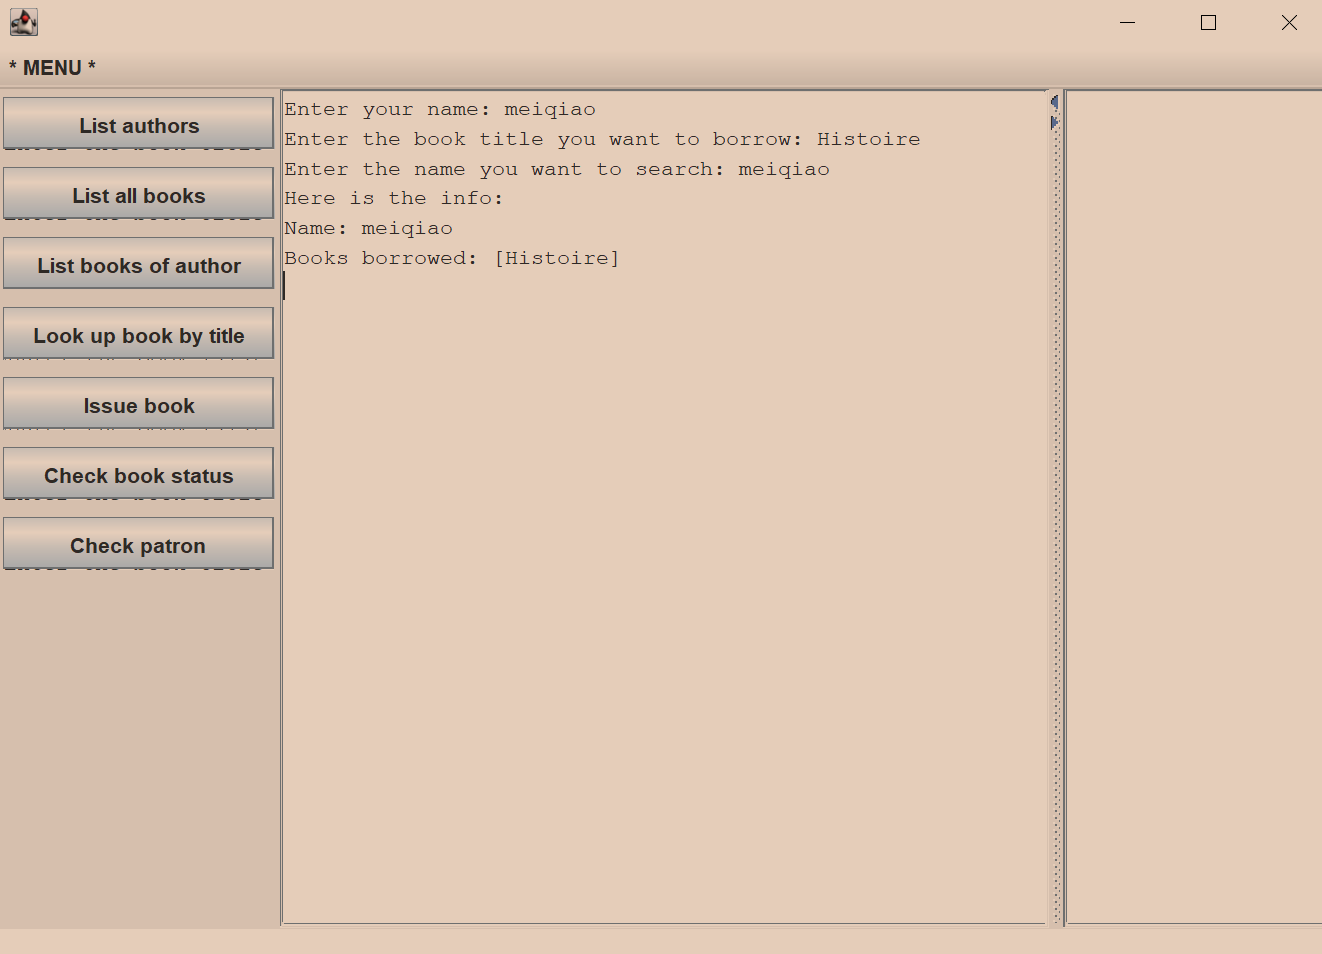 * MENU *
List authors
List all books
List books of author
Look up book by title
Issue book
Check book status
Check patron
Enter your name: meiqiao
Enter the book title you want to borrow: Histoire
Enter the name you want to search: meiqiao
Here is the info:
Name: meiqiao
Books borrowed: [Histoire]